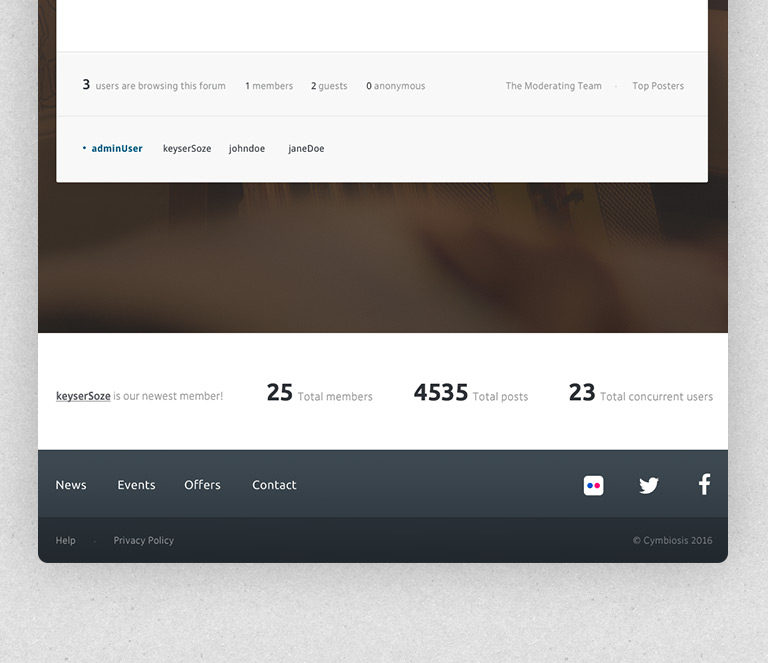 3 users are browsing this forum 1 members 2 guests 0 anonymous The Moderating Team · Top Posters
• adminUser keyserSoze johndoe janeDoe
keyserSoze is our newest member! 25 Total members 4535 Total posts 23 Total concurrent users
News Events Offers Contact
Help · Privacy Policy © Cymbiosis 2016